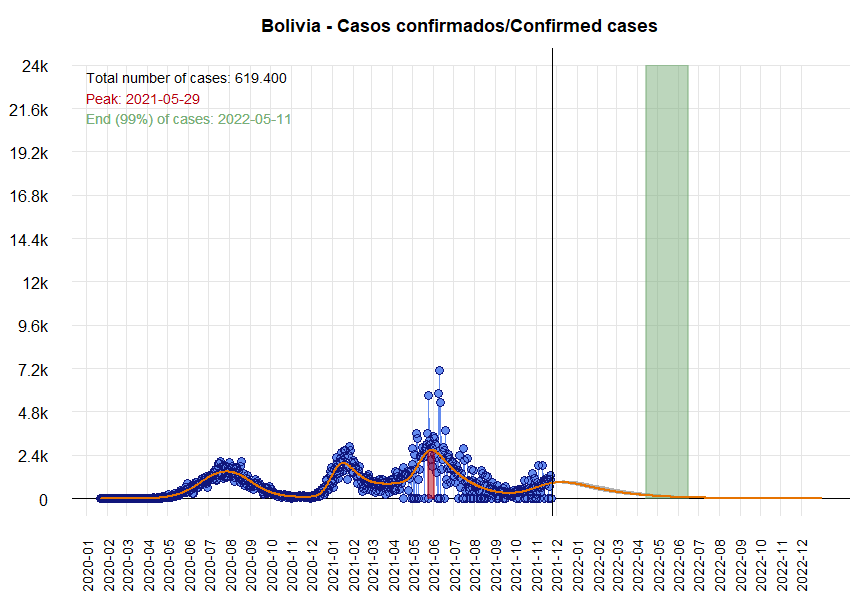 Bolivia - Casos confirmados/Confirmed cases
24k
21.6k
19.2k
16.8k
14.4k
12k
9.6k
7.2k
4.8k
2.4k
0
Total number of cases: 619.400
Peak: 2021-05-29
End (99%) of cases: 2022-05-11
2020-01
2020-02
2020-03
2020-04
2020-05
2020-06
2020-07
2020-08
2020-09
2020-10
2020-11
2020-12
2021-01
2021-02
2021-03
2021-04
2021-05
2021-06
2021-07
2021-08
2021-09
2021-10
2021-11
2021-12
2022-01
2022-02
2022-03
2022-04
2022-05
2022-06
2022-07
2022-08
2022-09
2022-10
2022-11
2022-12